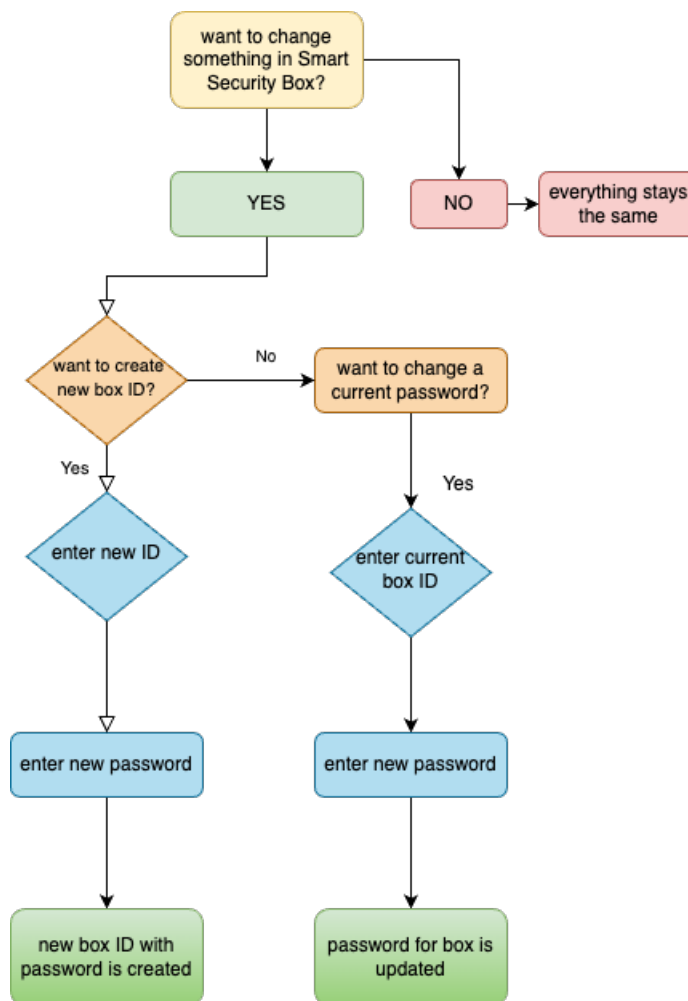 want to change
something in Smart
Security Box?
YES
NO
everything stays
the same
want to create
new box ID?
No
want to change a
current password?
Yes
Yes
enter new ID
enter current
box ID
enter new password
enter new password
new box ID with
password is created
password for box is
updated